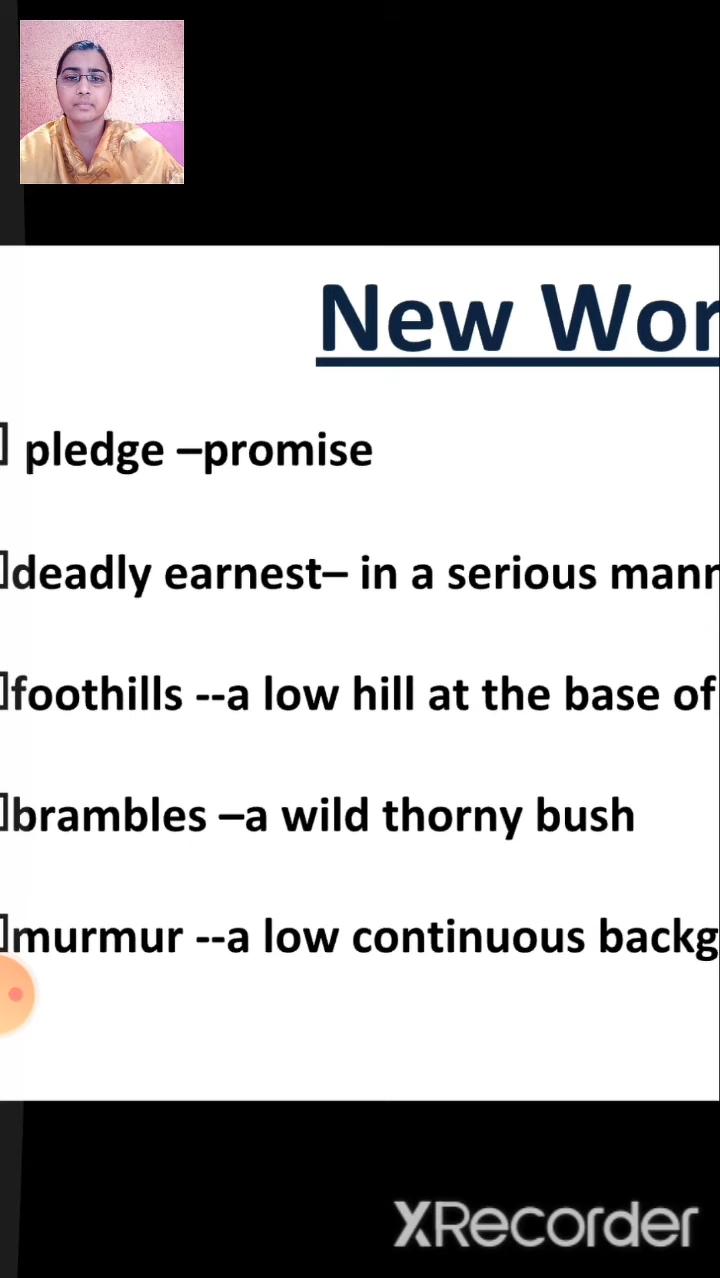 New Wor
pledge –promise
deadly earnest– in a serious mann
foothills --a low hill at the base of
brambles –a wild thorny bush
murmur --a low continuous backg
XRecorder